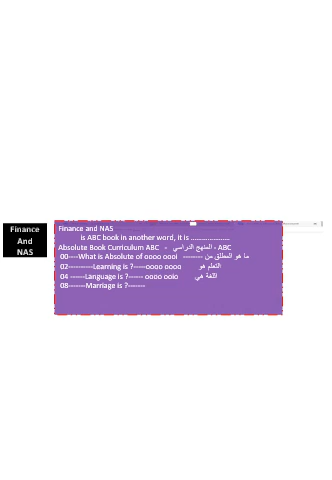 Finance
And
NAS
Finance and NAS
is ABC book in another word, it is ....................
Absolute Book Curriculum ABC - المنهج الدراسي - ABC
00----What is Absolute of oooo oooi -------- ما هو المطلق من
02----------Learning is ?-----oooo oooo التعلم هو
04 ------Language is ?------ oooo ooio اللغة هي
08-------Marriage is ?-------